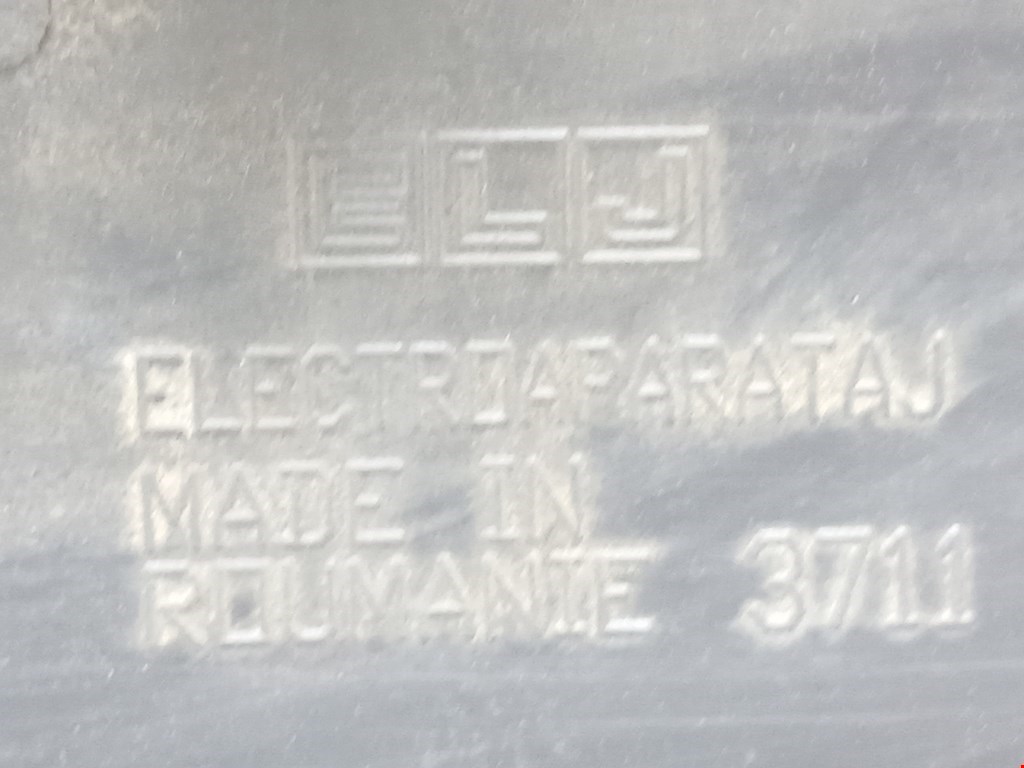 ELJ
ELECTROAPARATAJ
MADE IN
ROUMANIE 3711